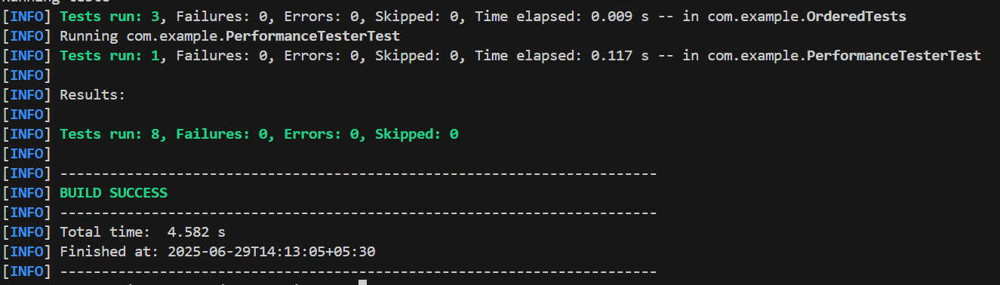 [INFO] Tests run: 3, Failures: 0, Errors: 0, Skipped: 0, Time elapsed: 0.009 s -- in com.example.OrderedTests
[INFO] Running com.example.PerformanceTesterTest
[INFO] Tests run: 1, Failures: 0, Errors: 0, Skipped: 0, Time elapsed: 0.117 s -- in com.example.PerformanceTesterTest
[INFO]
[INFO] Results:
[INFO]
[INFO] Tests run: 8, Failures: 0, Errors: 0, Skipped: 0
[INFO]
[INFO] ------------------------------------------------------------------------
[INFO] BUILD SUCCESS
[INFO] ------------------------------------------------------------------------
[INFO] Total time:  4.582 s
[INFO] Finished at: 2025-06-29T14:13:05+05:30
[INFO] ------------------------------------------------------------------------